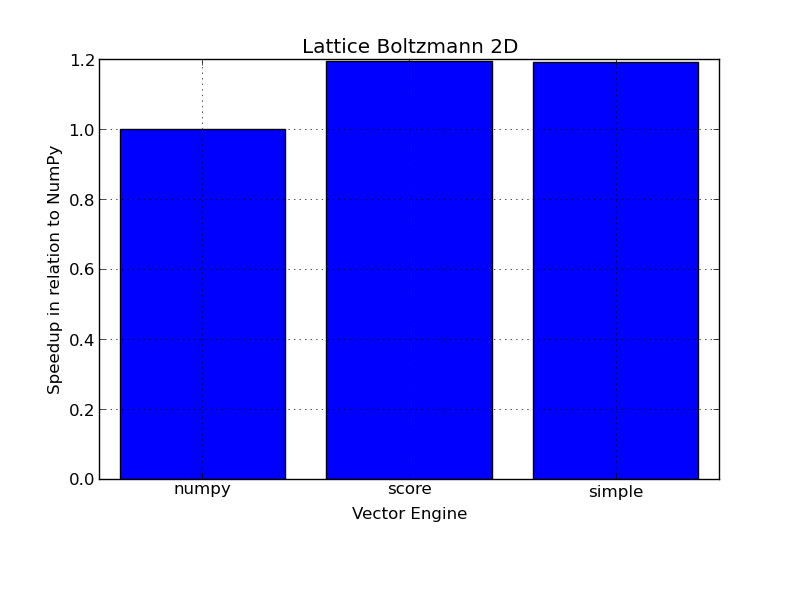 Lattice Boltzmann 2D
Speedup in relation to NumPy
1.2
1.0
0.8
0.6
0.4
0.2
0.0
numpy score simple
Vector Engine